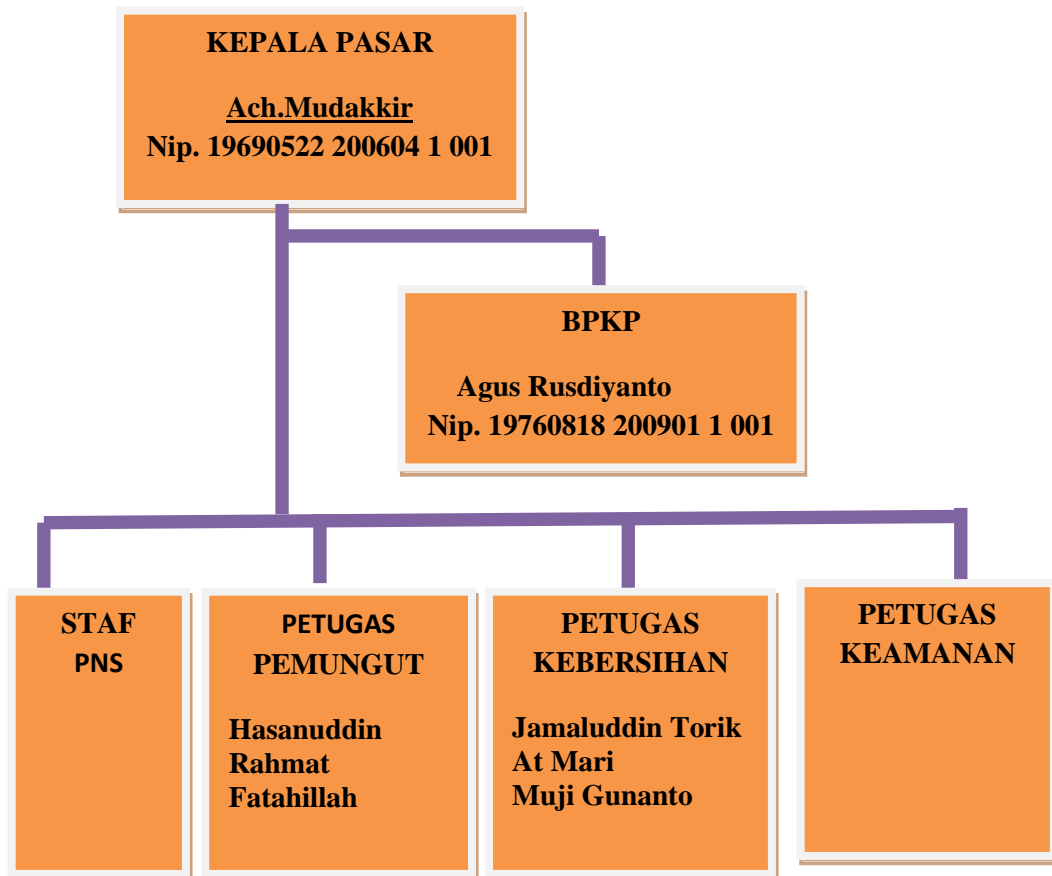 KEPALA PASAR
Ach.Mudakkir
Nip. 19690522 200604 1 001
BPKP
Agus Rusdiyanto
Nip. 19760818 200901 1 001
STAF
PNS
PETUGAS
PEMUNGUT
Hasanuddin
Rahmat
Fatahillah
PETUGAS
KEBERSIHAN
Jamaluddin Torik
At Mari
Muji Gunanto
PETUGAS
KEAMANAN